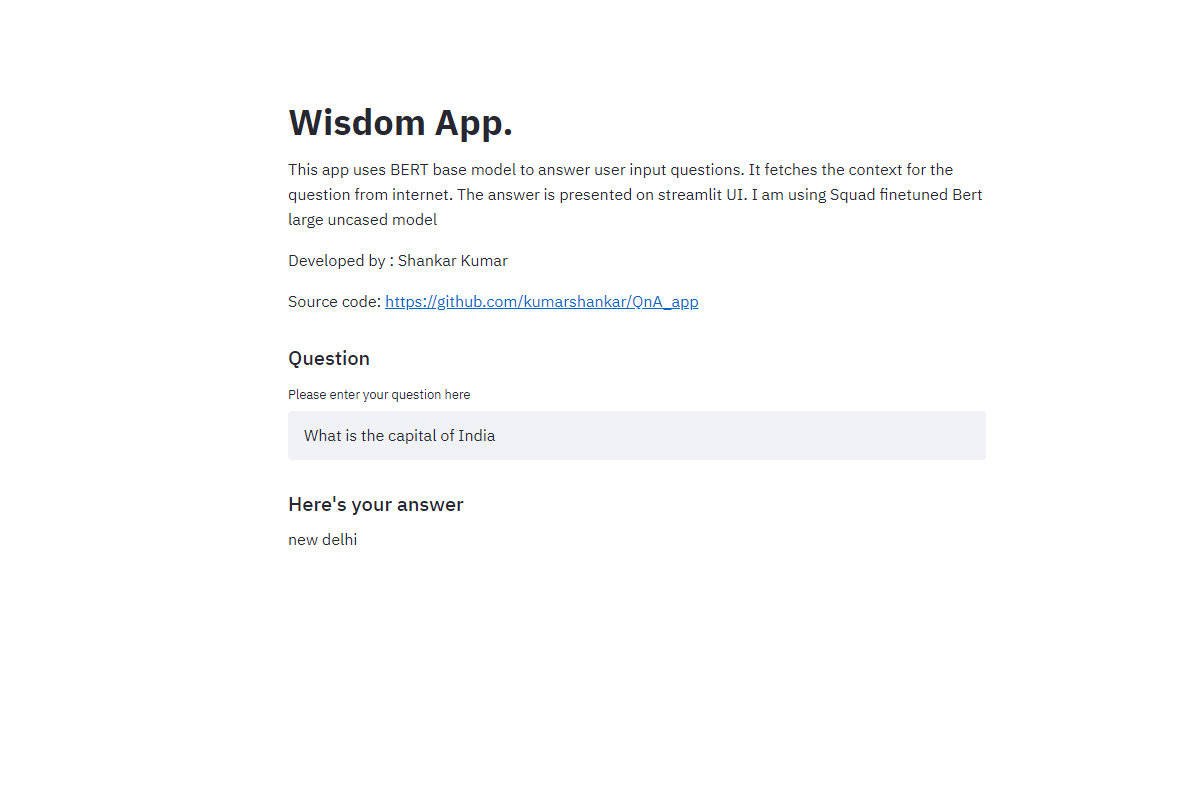 Wisdom App.
This app uses BERT base model to answer user input questions. It fetches the context for the
question from internet. The answer is presented on streamlit UI. I am using Squad finetuned Bert
large uncased model
Developed by : Shankar Kumar
Source code: https://github.com/kumarshankar/QnA_app
Question
Please enter your question here
What is the capital of India
Here's your answer
new delhi